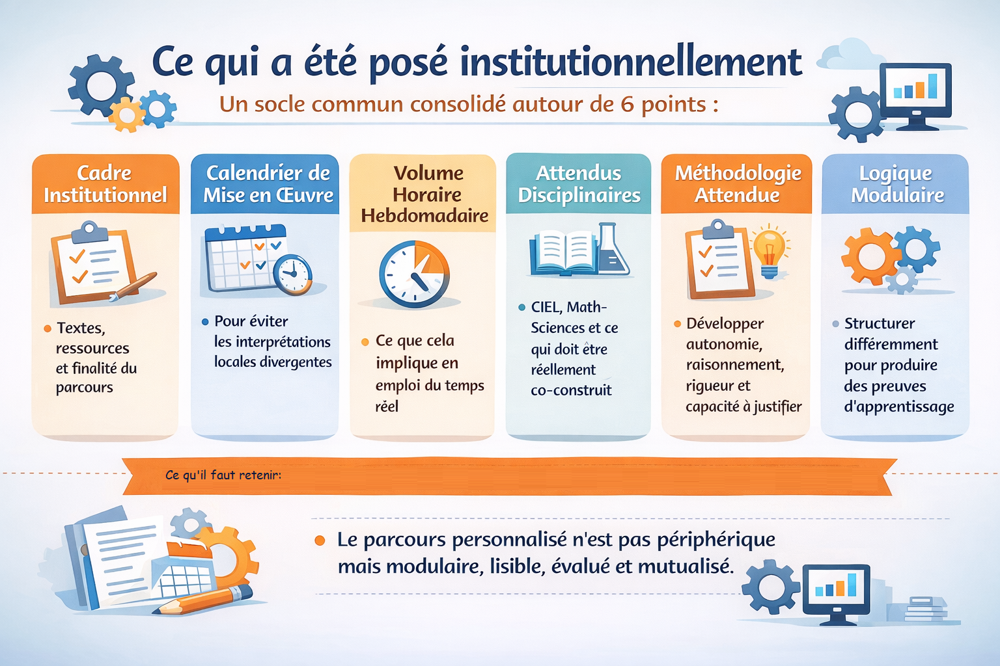 Ce qui a été posé institutionnellement
Un socle commun consolidé autour de 6 points :
Cadre
Institutionnel
• Textes,
ressources
et finalité du
parcours
Calendrier de
Mise en Œuvre
• Pour éviter
les interprétations
locales divergentes
Volume
Horaire
Hebdomadaire
• Ce que cela
implique en
emploi du temps
réel
Attendus
Disciplinaires
• CIEL, Math-
Sciences et ce
qui doit être
réellement
co-construit
Méthodologie
Attendue
• Développer
autonomie,
raisonnement,
rigueur et
capacité à justifier
Logique
Modulaire
• Structurer
différemment
pour produire
des preuves
d'apprentissage
Ce qu'il faut retenir:
• Le parcours personnalisé n'est pas périphérique
mais modulaire, lisible, évalué et mutualisé.